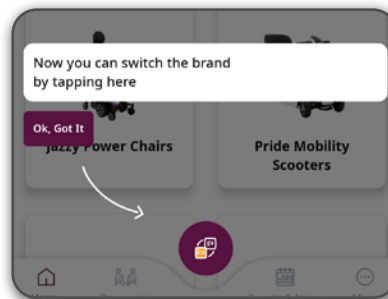 Now you can switch the brand
by tapping here
Ok, Got It
Jazzy Power Chairs
Pride Mobility
Scooters